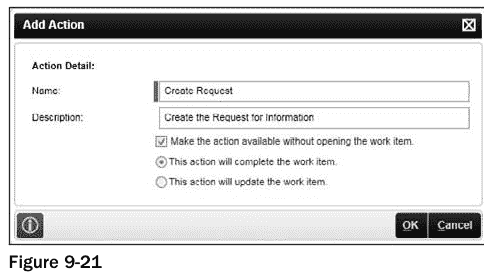 Add Action
Action Detail:
Name: Create Request
Description: Create the Request for Information
Make the action available without opening the work item.
This action will complete the work item.
This action will update the work item.
OK Cancel
Figure 9-21